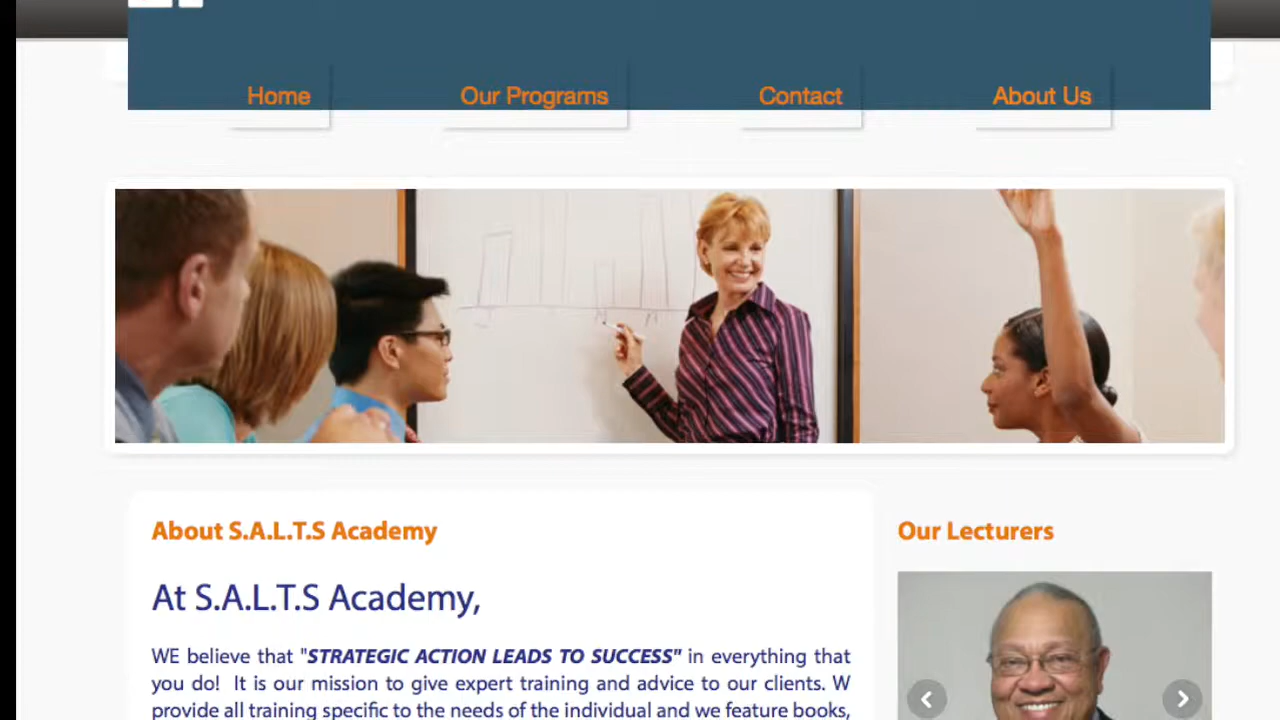 Home Our Programs Contact About Us
About S.A.L.T.S Academy
At S.A.L.T.S Academy,
WE believe that "STRATEGIC ACTION LEADS TO SUCCESS" in everything that
you do! It is our mission to give expert training and advice to our clients. W
provide all training specific to the needs of the individual and we feature books,
Our Lecturers